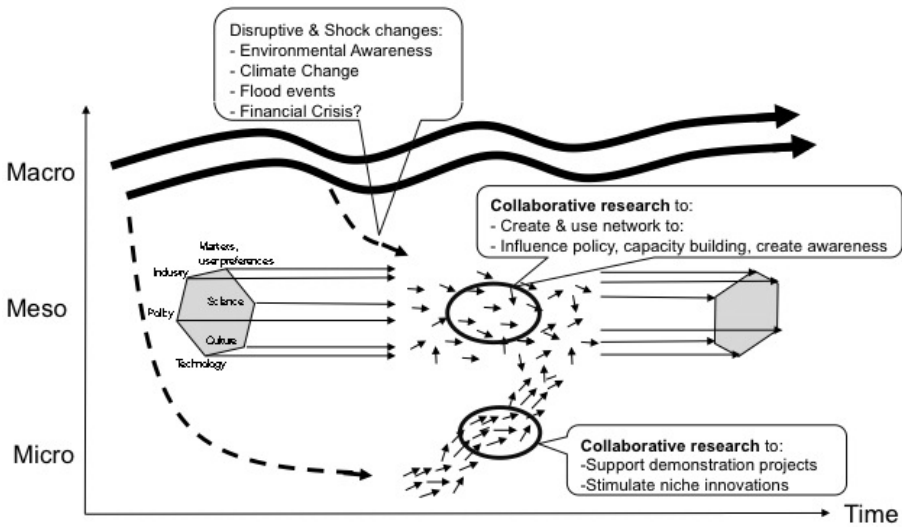 Disruptive & Shock changes:
- Environmental Awareness
- Climate Change
- Flood events
- Financial Crisis?
Macro
Collaborative research to:
- Create & use network to:
- Influence policy, capacity building, create awareness
Markers,
user preferences
Industry
Science
Meso
Policy
Culture
Technology
Micro
Collaborative research to:
-Support demonstration projects
-Stimulate niche innovations
Time